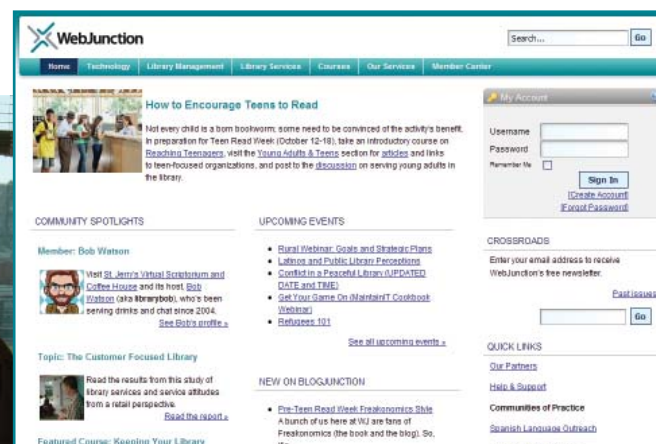 WebJunction
Search...
Go
Home
Technology
Library Management
Library Services
Courses
Our Services
Member Center
How to Encourage Teens to Read
Not every child is a born bookworm; some need to be convinced of the activity's benefit.
In preparation for Teen Read Week (October 12-18), take an introductory course on
Reaching Teenagers, visit the Young Adults & Teens section for articles and links
to teen-focused organizations, and post to the discussion on serving young adults in
the library.
My Account
Username
Password
Remember Me
Sign In
[Create Account]
[Forgot Password]
COMMUNITY SPOTLIGHTS
Member: Bob Watson
Visit St. Jerm's Virtual Scriptorium and
Coffee House and its host, Bob
Watson (aka librarybob), who's been
serving drinks and chat since 2004.
See Bob's profile »
Topic: The Customer Focused Library
Read the results from this study of
library services and service attitudes
from a retail perspective.
Read the report »
Featured Course: Keeping Your Library
UPCOMING EVENTS
Rural Webinar: Goals and Strategic Plans
Latinos and Public Library Perceptions
Conflict in a Peaceful Library (UPDATED
DATE and TIME)
Get Your Game On (MaintainIT Cookbook
Webinar)
Refugees 101
See all upcoming events »
NEW ON BLOGJUNCTION
Pre-Teen Read Week Freakonomics Style
A bunch of us here at WJ are fans of
Freakonomics (the book and the blog). So,
CROSSROADS
Enter your email address to receive
WebJunction's free newsletter.
Past issues
Go
QUICK LINKS
Our Partners
Help & Support
Communities of Practice
Spanish Language Outreach